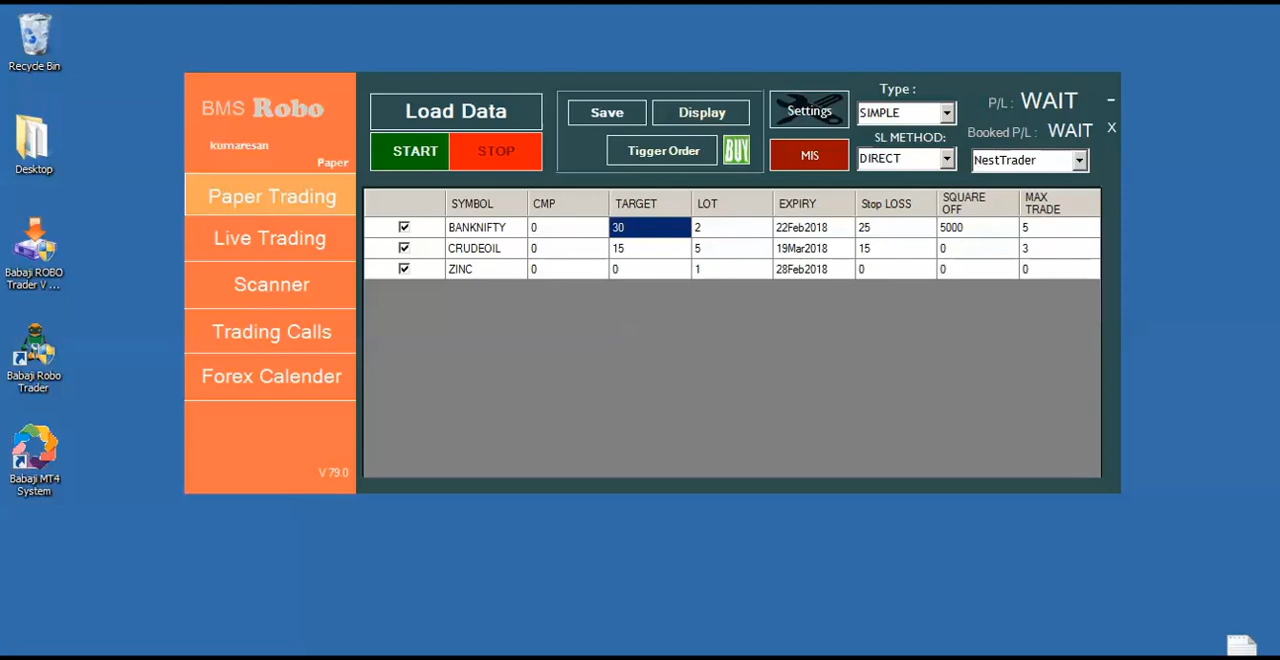 Recycle Bin
Desktop
Babaji ROBO
Trader V ...
Babaji Robo
Trader
Babaji MT4
System
BMS Robo
kumaresan
Paper
Paper Trading
Live Trading
Scanner
Trading Calls
Forex Calender
V 79.0
Load Data
START STOP
Save Display
Tigger Order BUY
Settings
MIS
Type :
SIMPLE
SL METHOD:
DIRECT
P/L : WAIT -
Booked P/L : WAIT X
NestTrader
SYMBOL CMP TARGET LOT EXPIRY Stop LOSS SQUARE OFF MAX TRADE
BANKNIFTY 0 30 2 22Feb2018 25 5000 5
CRUDEOIL 0 15 5 19Mar2018 15 0 3
ZINC 0 0 1 28Feb2018 0 0 0